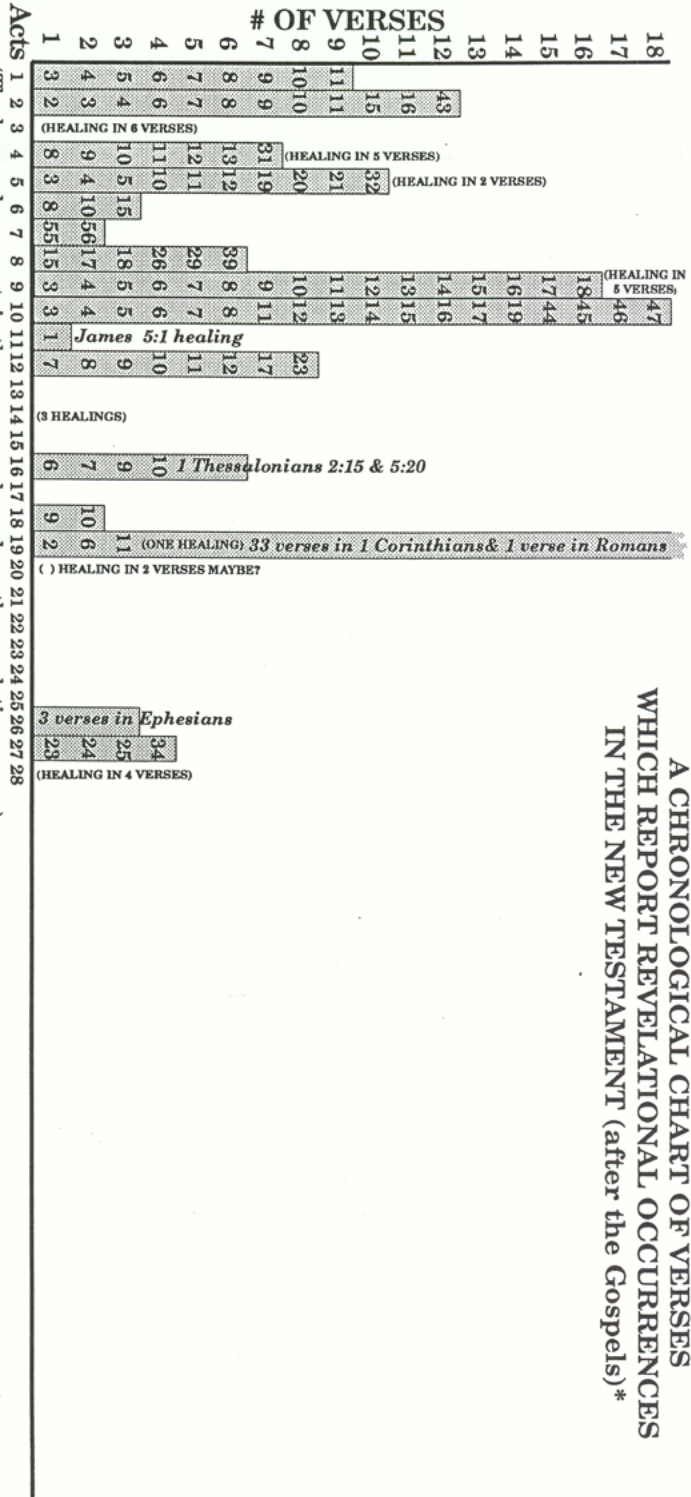 A CHRONOLOGICAL CHART OF VERSES
WHICH REPORT REVELATIONAL OCCURRENCES
IN THE NEW TESTAMENT (after the Gospels)*
# OF VERSES
1 2 3 4 5 6 7 8 9 10 11 12 13 14 15 16 17 18
3 4 5 6 7 8 9 10 11
2 3 4 6 7 8 9 10 11 15 16 43
(HEALING IN 6 VERSES)
8 9 10 11 12 13 31 (HEALING IN 5 VERSES)
3 4 5 10 11 12 19 20 21 32 (HEALING IN 2 VERSES)
8 10 15
55 56
15 17 18 26 29 39
3 4 5 6 7 8 9 10 11 12 13 14 15 16 17 18 (HEALING IN
5 VERSES)
3 4 5 6 7 8 11 12 13 14 15 16 17 19 44 45 46 47
1 James 5:1 healing
7 8 9 10 11 12 17 23
(3 HEALINGS)
6 7 9 10 1 Thessalonians 2:15 & 5:20
9 10
2 6 11 (ONE HEALING) 33 verses in 1 Corinthians& 1 verse in Romans
( ) HEALING IN 2 VERSES MAYBE?
3 verses in Ephesians
23 24 25 34
(HEALING IN 4 VERSES)
Acts 1 2 3 4 5 6 7 8 9 10 11 12 13 14 15 16 17 18 19 20 21 22 23 24 25 26 27 28